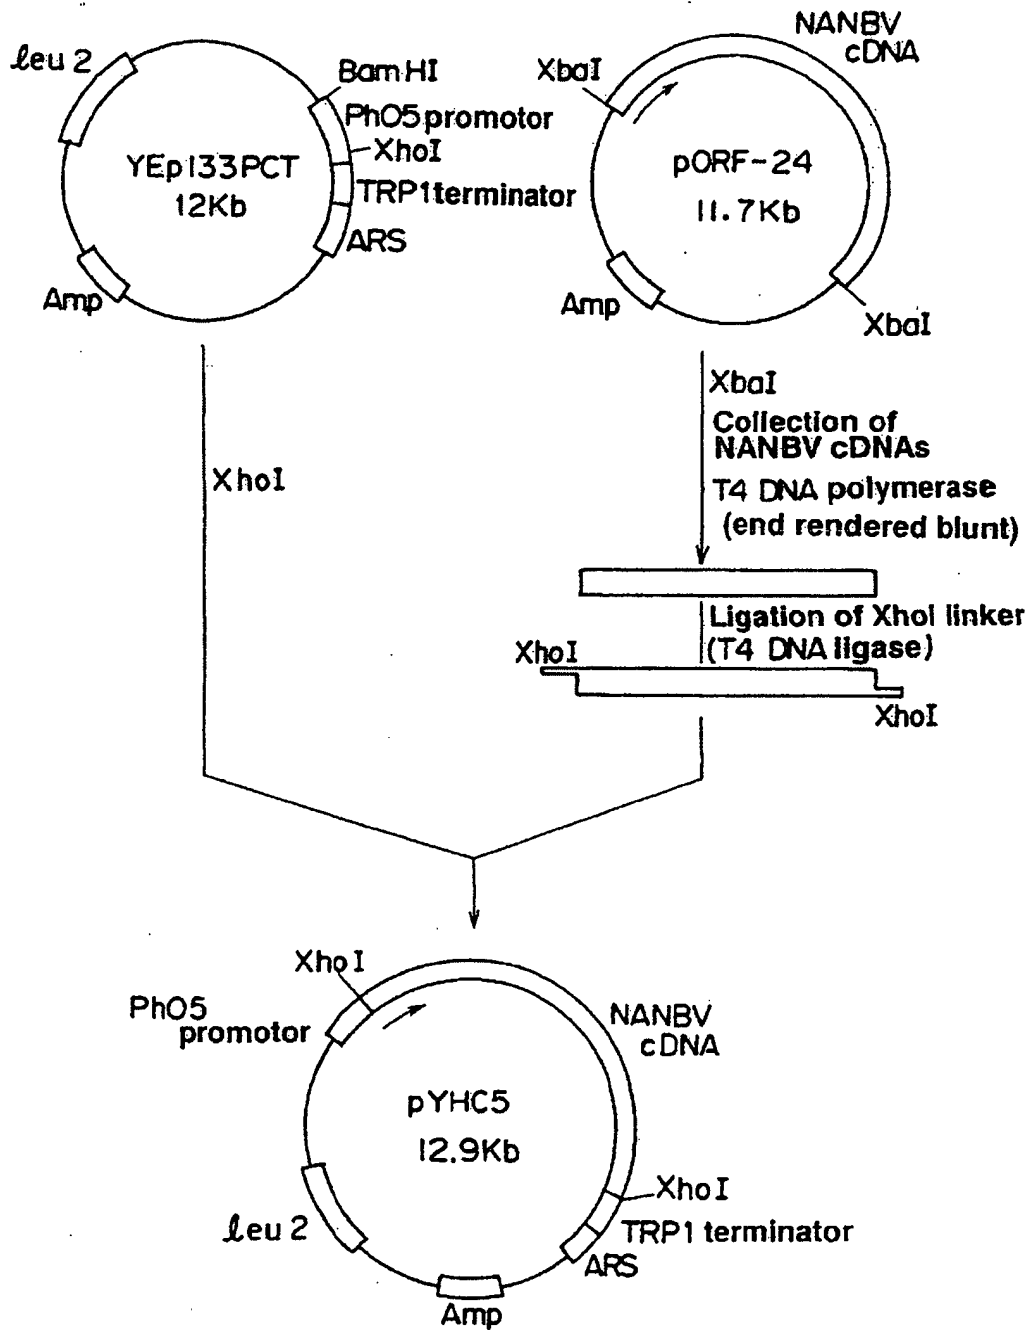 leu 2
Bam HI
PhO5 promotor
XhoI
TRP1 terminator
ARS
Amp
YEp133PCT
12Kb
NANBV
cDNA
XbaI
pORF-24
11.7Kb
Amp
XbaI
XhoI
XbaI
Collection of
NANBV cDNAs
T4 DNA polymerase
(end rendered blunt)
Ligation of XhoI linker
(T4 DNA ligase)
XhoI
XhoI
XhoI
PhO5
promotor
NANBV
cDNA
pYHC5
12.9Kb
XhoI
TRP1 terminator
ARS
leu 2
Amp